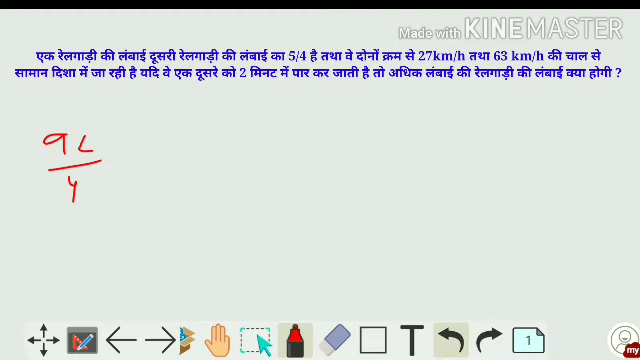 Made with KINEMASTER
एक रेलगाड़ी की लंबाई दूसरी रेलगाड़ी की लंबाई का 5/4 है तथा वे दोनों क्रम से 27km/h तथा 63 km/h की चाल से
सामान दिशा में जा रही है यदि वे एक दूसरे को 2 मिनट में पार कर जाती है तो अधिक लंबाई की रेलगाड़ी की लंबाई क्या होगी ?
9L
4
T
1
my